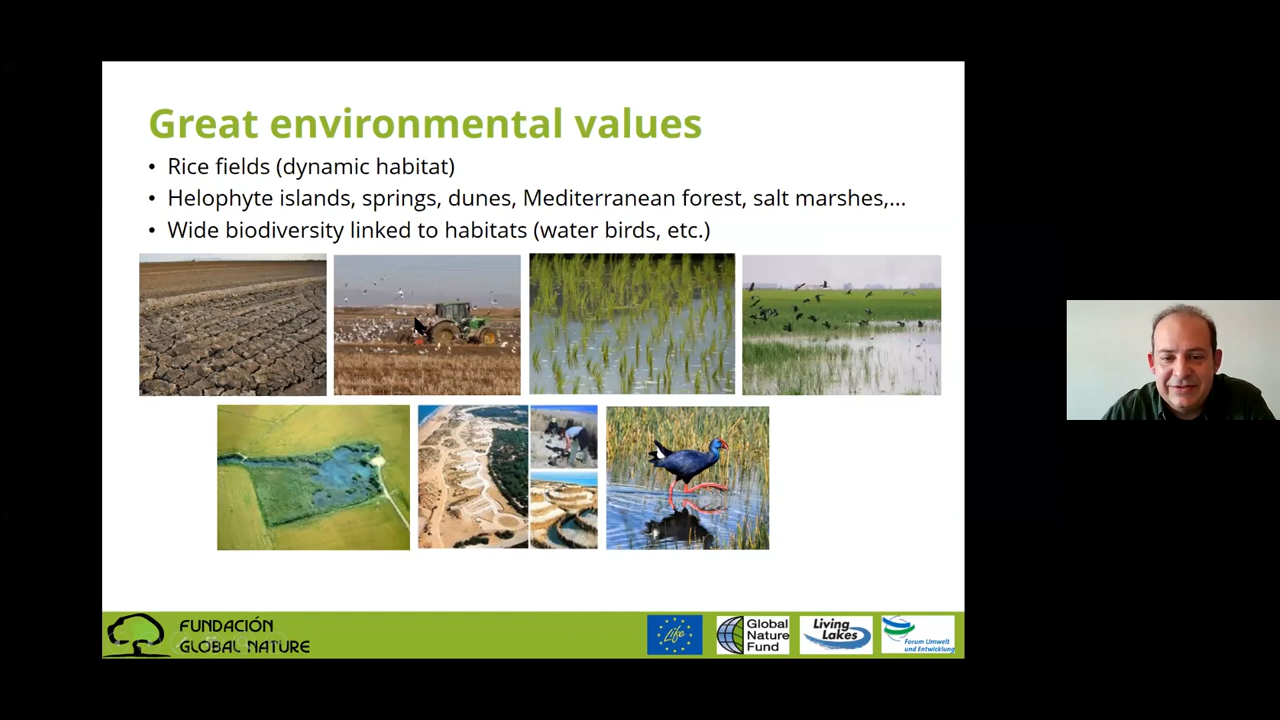 Great environmental values
• Rice fields (dynamic habitat)
• Helophyte islands, springs, dunes, Mediterranean forest, salt marshes,...
• Wide biodiversity linked to habitats (water birds, etc.)
FUNDACIÓN
GLOBAL NATURE
Life
Global
Nature
Fund
Living
Lakes
Forum Umwelt
und Entwicklung